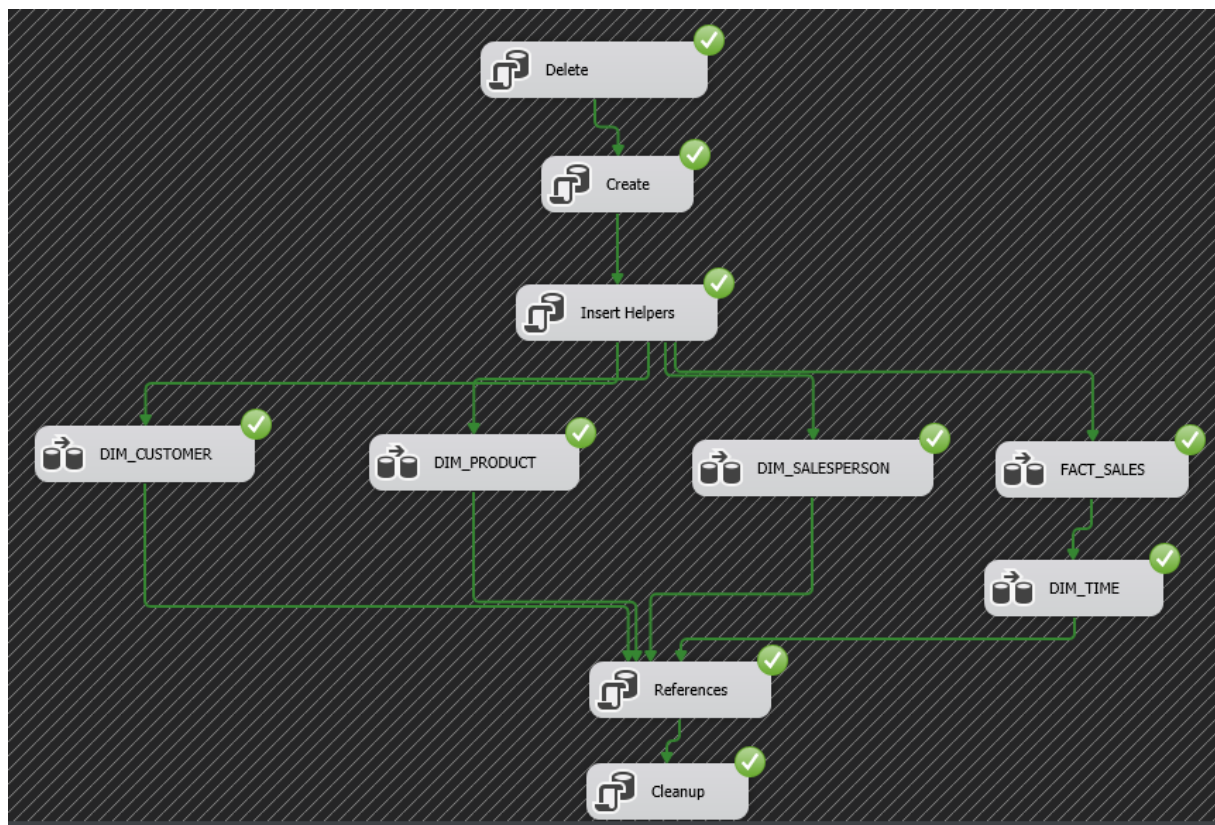 Delete
Create
Insert Helpers
DIM_CUSTOMER
DIM_PRODUCT
DIM_SALESPERSON
FACT_SALES
DIM_TIME
References
Cleanup